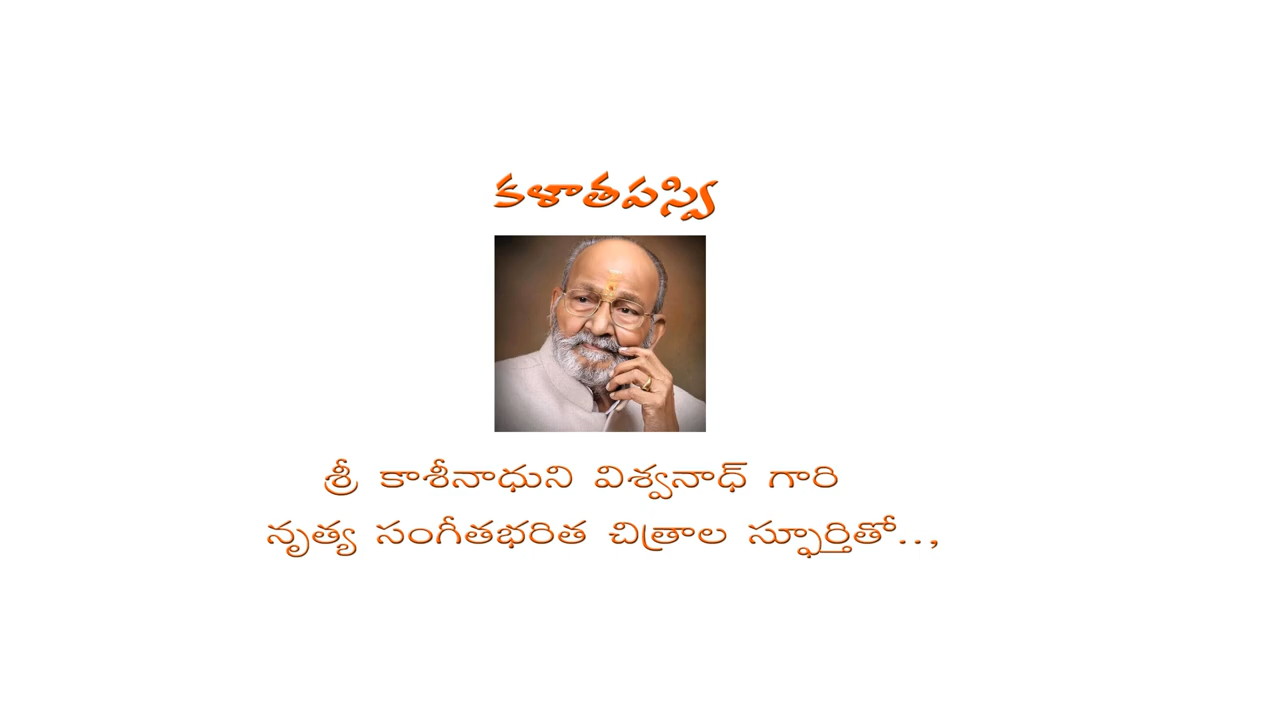 కళాతపస్వి
శ్రీ కాశీనాధుని విశ్వనాధ్ గారి
నృత్య సంగీతభరిత చిత్రాల స్ఫూర్తితో..,